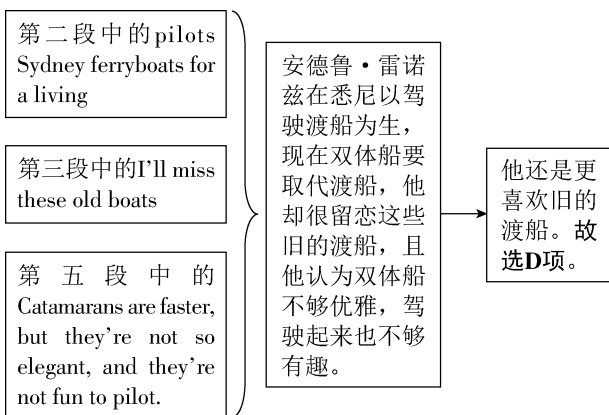 第二段中的pilots
Sydney ferryboats for
a living
第三段中的I'll miss
these old boats
第五段中的
Catamarans are faster,
but they're not so
elegant, and they're
not fun to pilot.
安德鲁·雷诺
兹在悉尼以驾
驶渡船为生，
现在双体船要
取代渡船，他
却很留恋这些
旧的渡船，且
他认为双体船
不够优雅，驾
驶起来也不够
有趣。
他还是更
喜欢旧的
渡船。故
选D项。